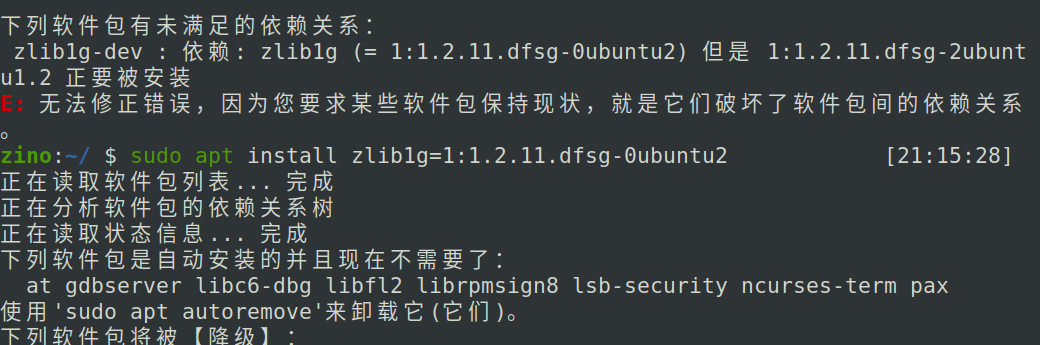 下列软件包有未满足的依赖关系：
zlib1g-dev : 依赖: zlib1g (= 1:1.2.11.dfsg-0ubuntu2) 但是 1:1.2.11.dfsg-2ubunt
u1.2 正要被安装
E: 无法修正错误，因为您要求某些软件包保持现状，就是它们破坏了软件包间的依赖关系
。
zino:~/ $ sudo apt install zlib1g=1:1.2.11.dfsg-0ubuntu2 [21:15:28]
正在读取软件包列表... 完成
正在分析软件包的依赖关系树
正在读取状态信息... 完成
下列软件包是自动安装的并且现在不需要了：
at gdbserver libc6-dbg libfl2 librpmsign8 lsb-security ncurses-term pax
使用'sudo apt autoremove'来卸载它(它们)。
下列软件包将被【降级】：